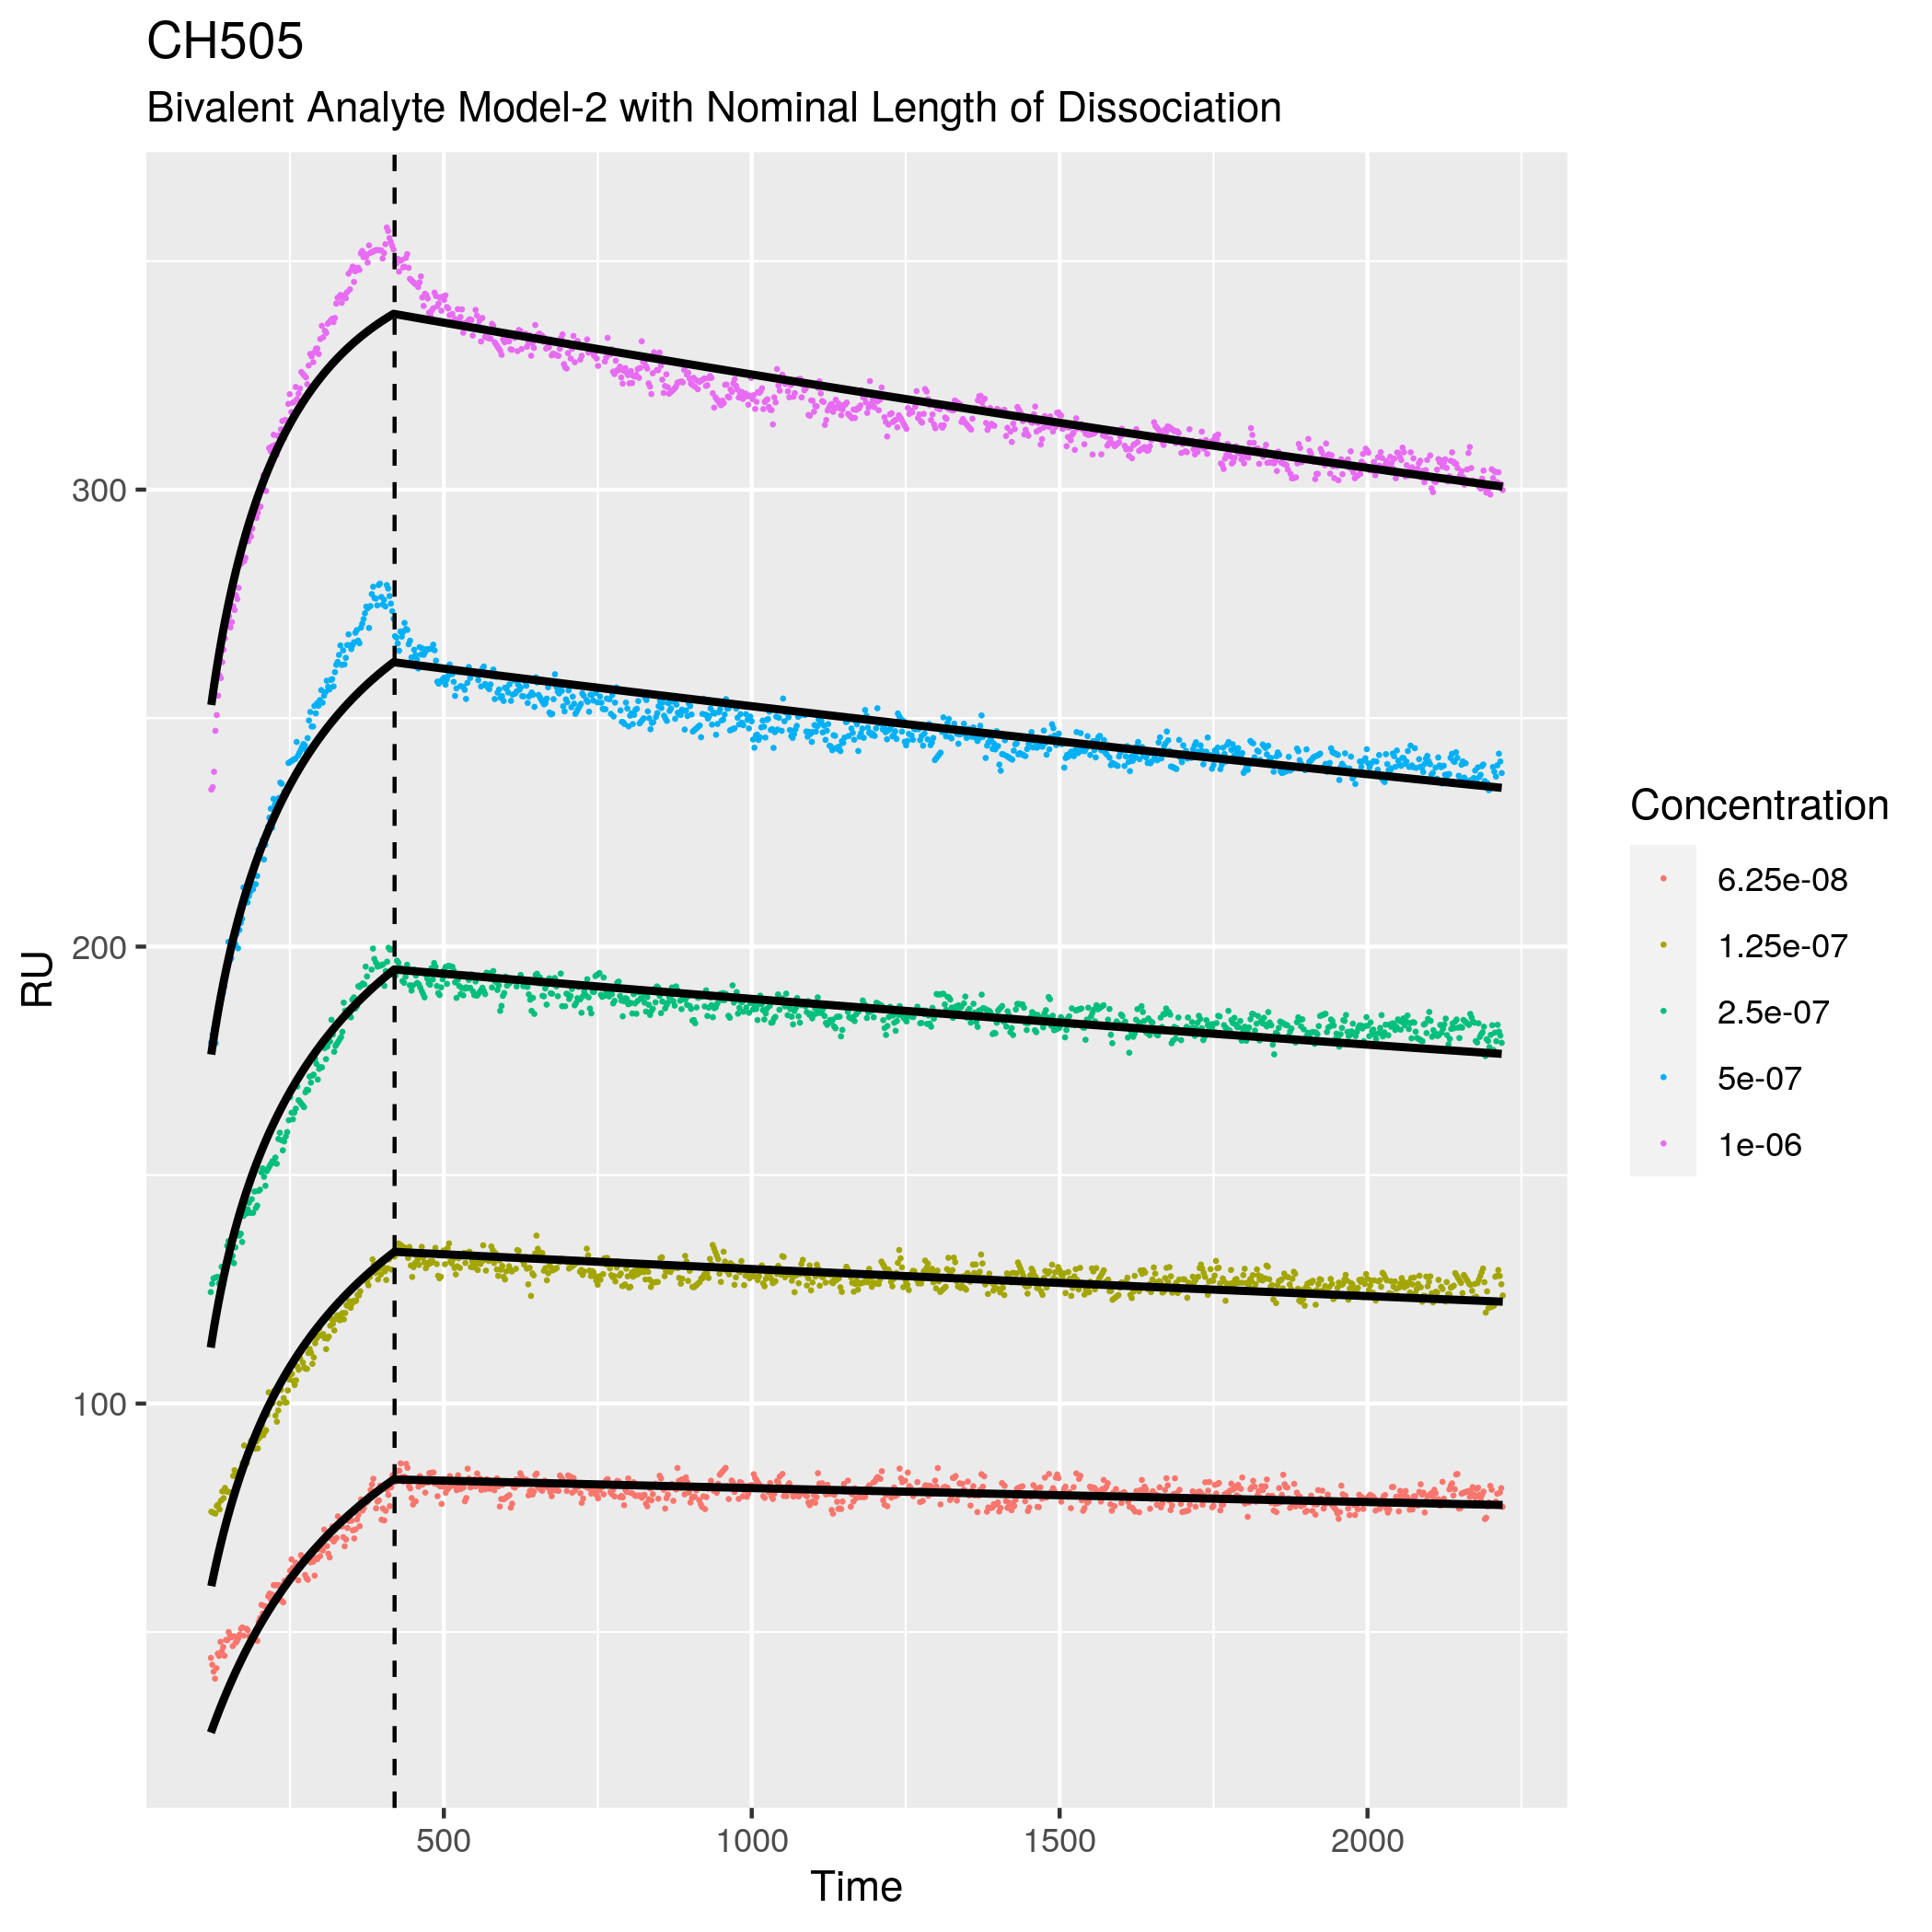 CH505
Bivalent Analyte Model-2 with Nominal Length of Dissociation
RU
300
200
100
500
1000
1500
2000
Time
Concentration
6.25e-08
1.25e-07
2.5e-07
5e-07
1e-06